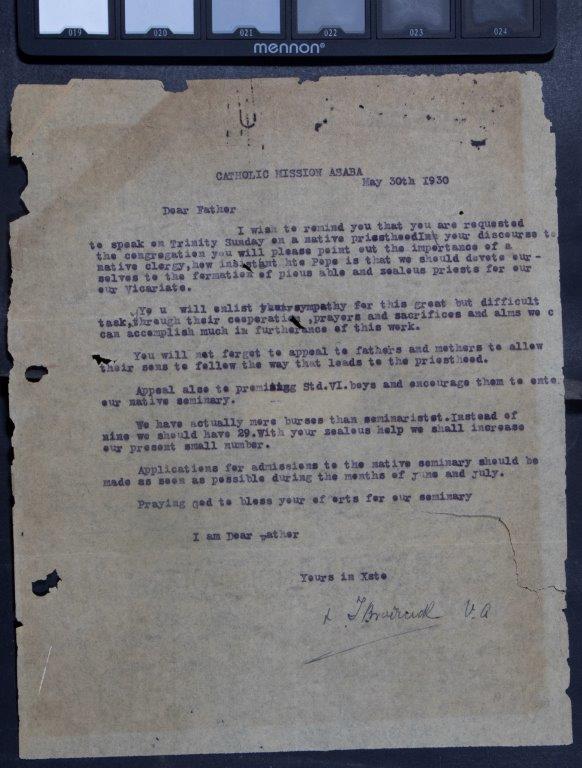 019 020 021 022 023 024
mennon®
CATHOLIC MISSION ASABA
May 30th 1930
Dear Father
I wish to remind you that you are requested
to speak on Trinity Sunday on a native priesthood In your discourse to
the congregation you will please point out the importance of a
native clergy,how insistant hte Pope is that we should devote our-
selves to the formation of pious able and zealous priests for our
our Vicariate.
Yo u will enlist their sympathy for this great but difficult
task,through their cooperation ,prayers and sacrifices and alms we c
can accomplish much in furtherance of this work.
You will not forget to appeal to fathers and mothers to allow
their sons to follow the way that leads to the priesthood.
Appeal also to promising Std.VI.boys and encourage them to ente
our native seminary.
We have actually more burses than seminaristst.Instead of
nine we should have 29.With your zealous help we shall increase
our present small number.
Applications for admissions to the native seminary should be
made as soon as possible during the months of june and july.
Praying God to bless your ef orts for our seminary
I am Dear Father
Yours in Xsto
V.A